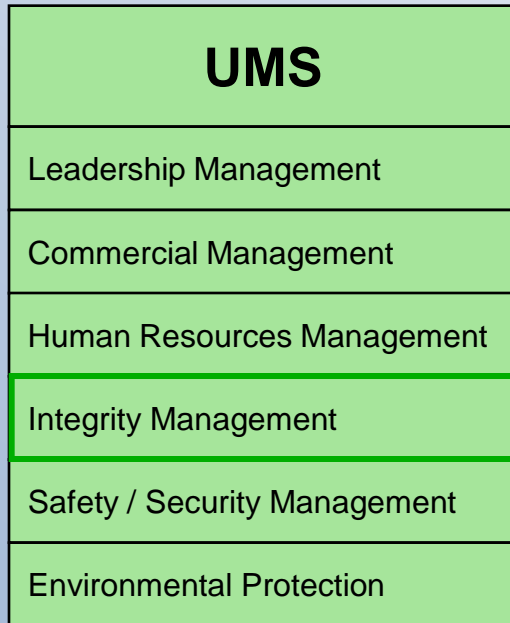 UMS
Leadership Management
Commercial Management
Human Resources Management
Integrity Management
Safety / Security Management
Environmental Protection